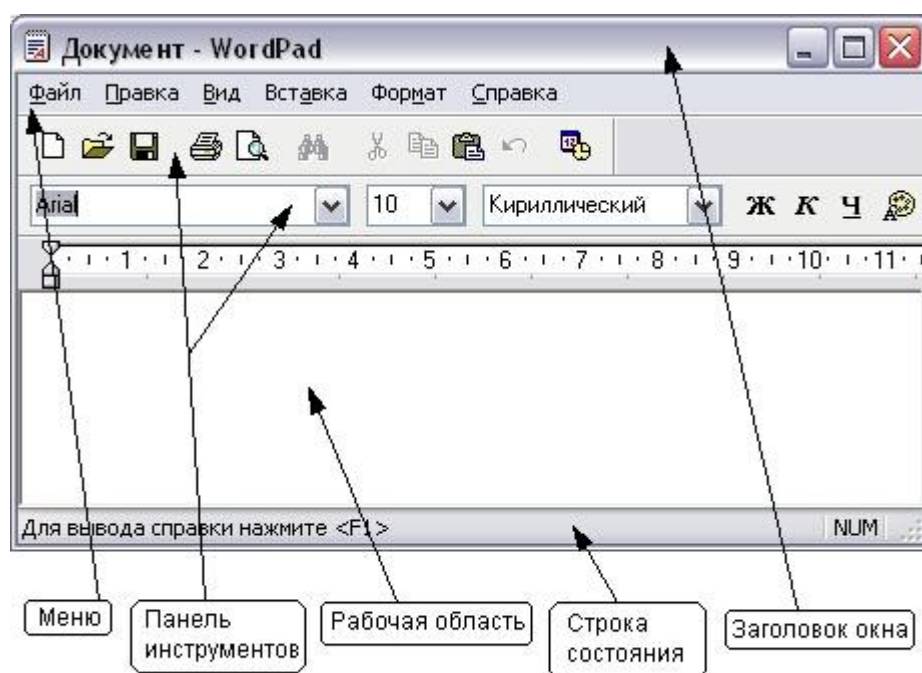 Документ - WordPad
Файл Правка Вид Вставка Формат Справка
Arial 10 Кириллический Ж К Ч
1 2 3 4 5 6 7 8 9 10 11
Для вывода справки нажмите <F1> NUM
Меню
Панель
инструментов
Рабочая область
Строка
состояния
Заголовок окна